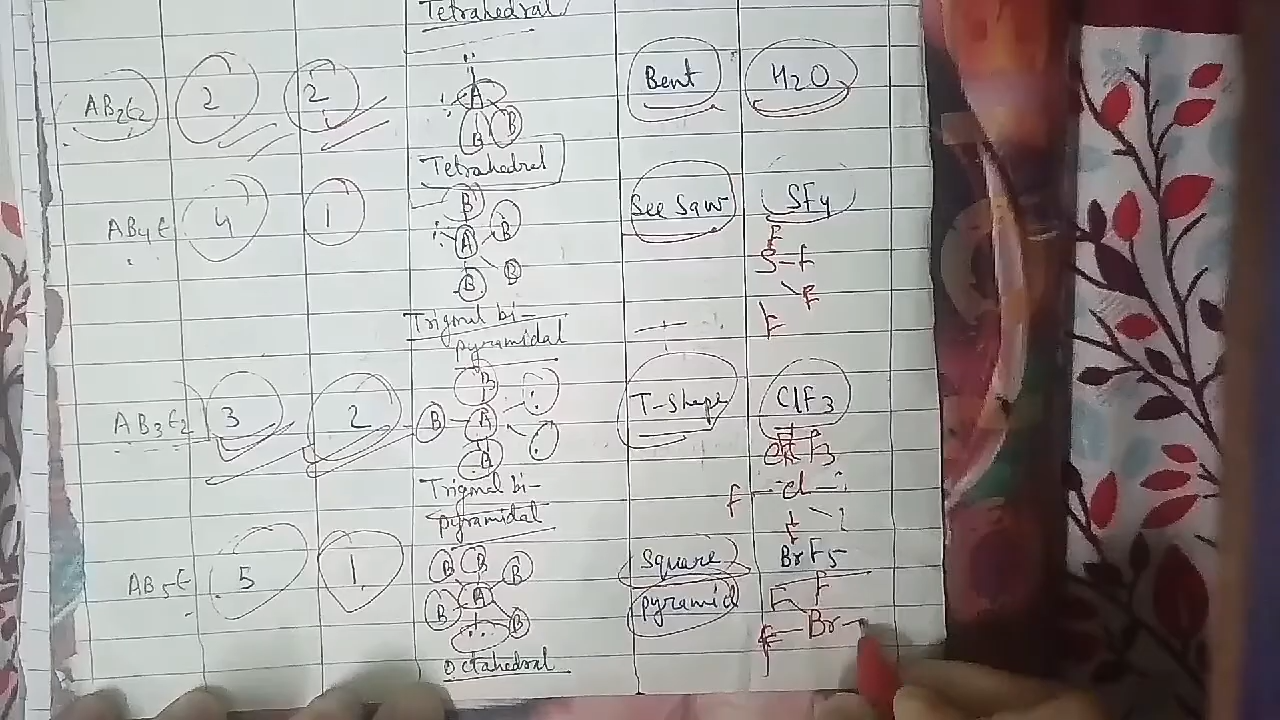 Tetrahedral
AB2E2 2 2 Bent H2O
A
B B
Tetrahedral
AB4E 4 1 See Saw SF4
B
A B
B B
F
S-F
F
F
Trigonal bi-
pyramidal
AB3E2 3 2 T-Shape ClF3
B
B A
B
Trigonal bi-
pyramidal
F Cl
F
AB5E 5 1 Square BrF5
pyramid
B B B
B A B
F F
F Br
Octahedral